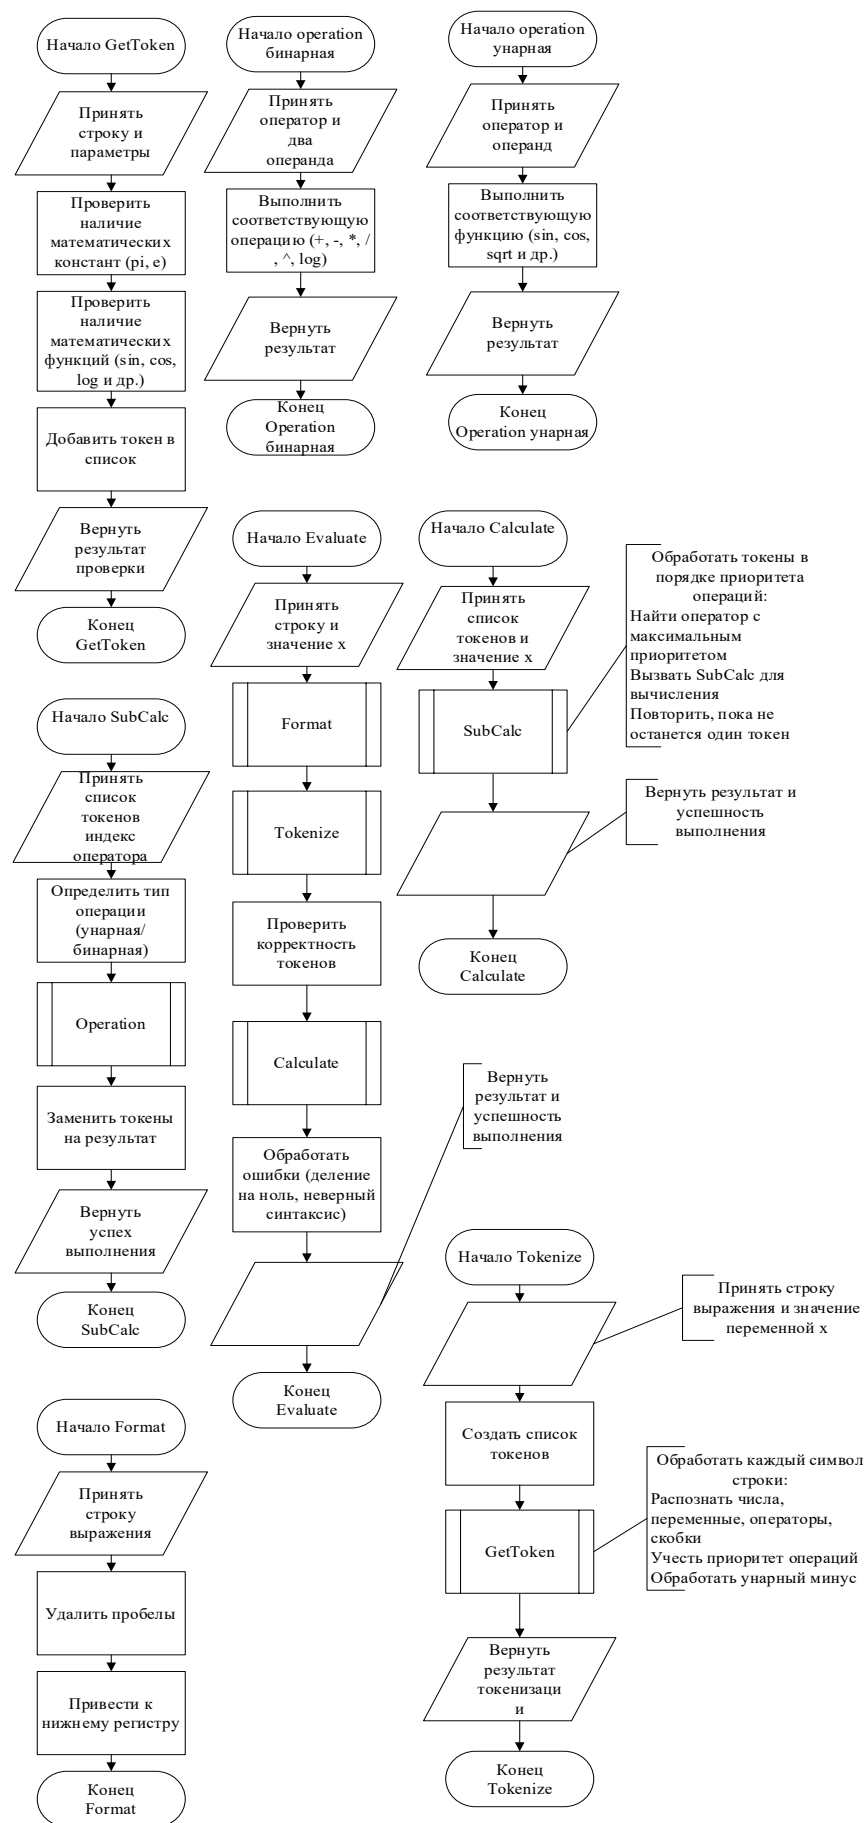 Начало GetToken
Принять
строку и
параметры
Проверить
наличие
математических
констант (pi, e)
Проверить
наличие
математических
функций (sin, cos,
log и др.)
Добавить токен в
список
Вернуть
результат
проверки
Конец
GetToken
Начало operation
бинарная
Принять
оператор и
два
операнда
Выполнить
соответствующую
операцию (+, -, *, /
, ^, log)
Вернуть
результат
Конец
Operation
бинарная
Начало operation
унарная
Принять
оператор и
операнд
Выполнить
соответствующую
функцию (sin, cos,
sqrt и др.)
Вернуть
результат
Конец
Operation унарная
Начало SubCalc
Принять
список
токенов
индекс
оператора
Определить тип
операции
(унарная/
бинарная)
Operation
Заменить токены
на результат
Вернуть
успех
выполнения
Конец
SubCalc
Начало Evaluate
Принять
строку и
значение x
Format
Tokenize
Проверить
корректность
токенов
Calculate
Обработать
ошибки (деление
на ноль, неверный
синтаксис)
Вернуть
результат и
успешность
выполнения
Конец
Evaluate
Начало Calculate
Принять
список
токенов и
значение x
SubCalc
Обработать токены в
порядке приоритета
операций:
Найти оператор с
максимальным
приоритетом
Вызвать SubCalc для
вычисления
Повторить, пока не
останется один токен
Вернуть результат и
успешность
выполнения
Конец
Calculate
Начало Format
Принять
строку
выражения
Удалить пробелы
Привести к
нижнему регистру
Конец
Format
Начало Tokenize
Принять строку
выражения и значение
переменной x
Создать список
токенов
GetToken
Обработать каждый символ
строки:
Распознать числа,
переменные, операторы,
скобки
Учесть приоритет операций
Обработать унарный минус
Вернуть
результат
токенизаци
и
Конец
Tokenize